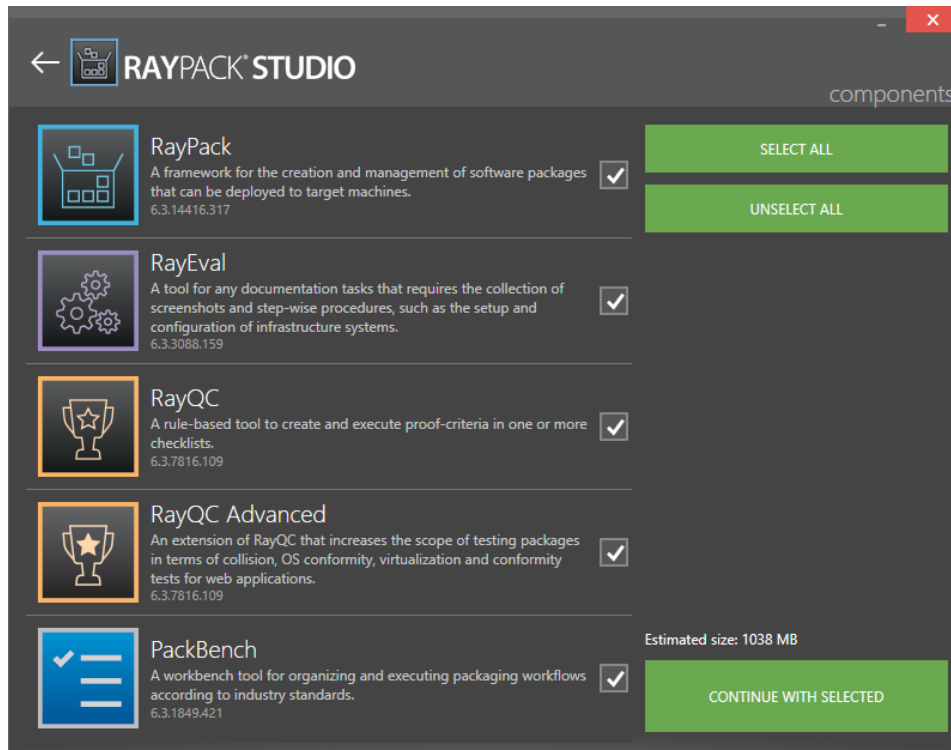 RAYPACK® STUDIO
components
RayPack
A framework for the creation and management of software packages
that can be deployed to target machines.
6.3.14416.317
RayEval
A tool for any documentation tasks that requires the collection of
screenshots and step-wise procedures, such as the setup and
configuration of infrastructure systems.
6.3.3088.159
RayQC
A rule-based tool to create and execute proof-criteria in one or more
checklists.
6.3.7816.109
RayQC Advanced
An extension of RayQC that increases the scope of testing packages
in terms of collision, OS conformity, virtualization and conformity
tests for web applications.
6.3.7816.109
PackBench
A workbench tool for organizing and executing packaging workflows
according to industry standards.
6.3.1849.421
SELECT ALL
UNSELECT ALL
Estimated size: 1038 MB
CONTINUE WITH SELECTED